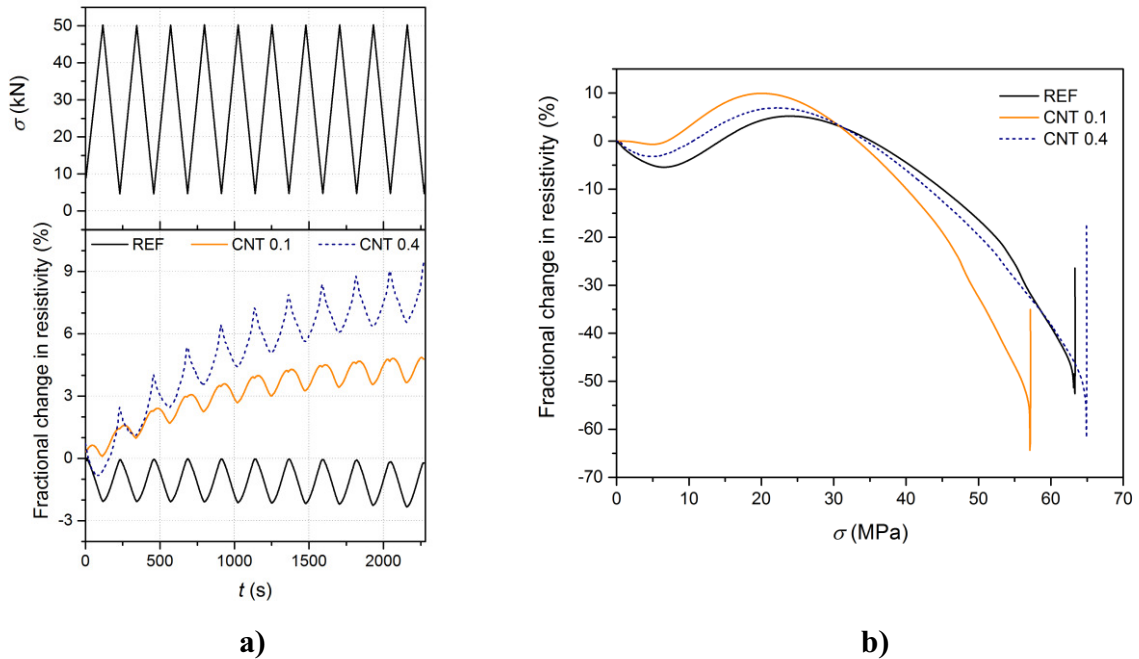 50
40
30
20
10
0
σ (kN)
REF CNT 0.1 CNT 0.4
9
6
3
0
-3
Fractional change in resistivity (%)
0 500 1000 1500 2000
t (s)
a)
15
10
5
0
-5
-10
-20
-30
-40
-50
-60
-70
Fractional change in resistivity (%)
REF
CNT 0.1
CNT 0.4
0 10 20 30 40 50 60 70
σ (MPa)
b)